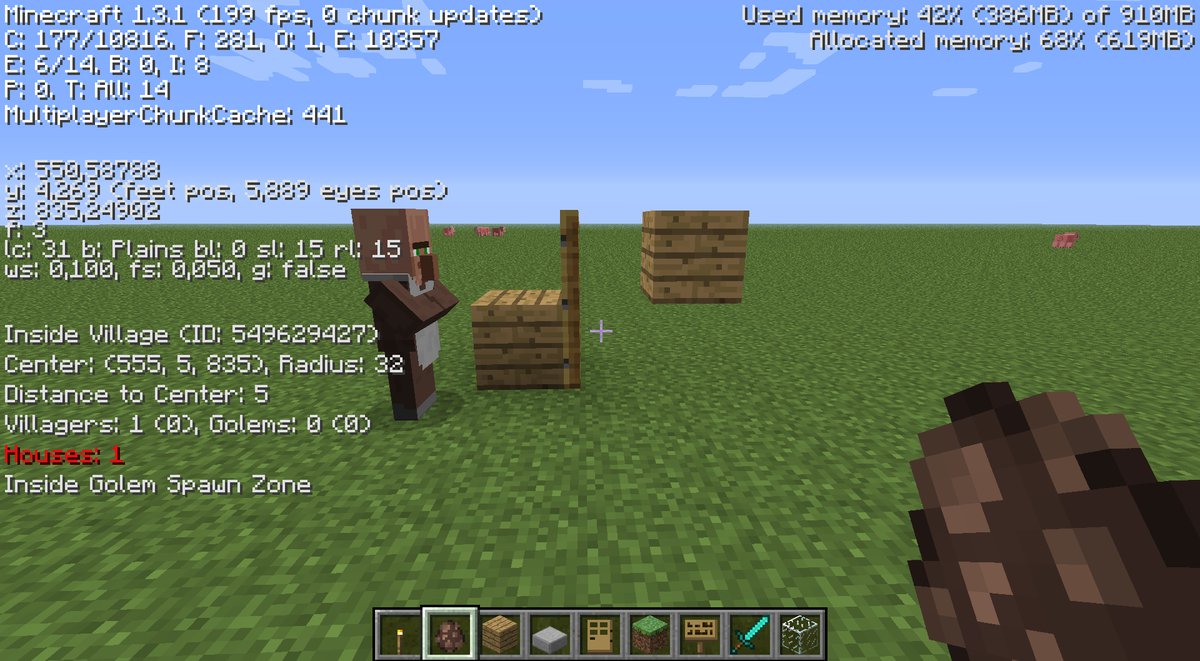 Minecraft 1.3.1 (199 fps, 0 chunk updates)
Used memory: 42% (386MB) of 910MB
C: 177/10816. F: 281, O: 1, E: 10357
Allocated memory: 68% (619MB)
E: 6/14. B: 0, I: 8
P: 0. T: All: 14
MultiplayerChunkCache: 441
x: 550,58788
y: 4,269 (feet pos, 5,889 eyes pos)
z: 835,24902
f: 3
lc: 31 b: Plains bl: 0 sl: 15 rl: 15
ws: 0,100, fs: 0,050, g: false
Inside Village (ID: 549629427)
Center: (555, 5, 835), Radius: 32
Distance to Center: 5
Villagers: 1 (0), Golems: 0 (0)
Houses: 1
Inside Golem Spawn Zone